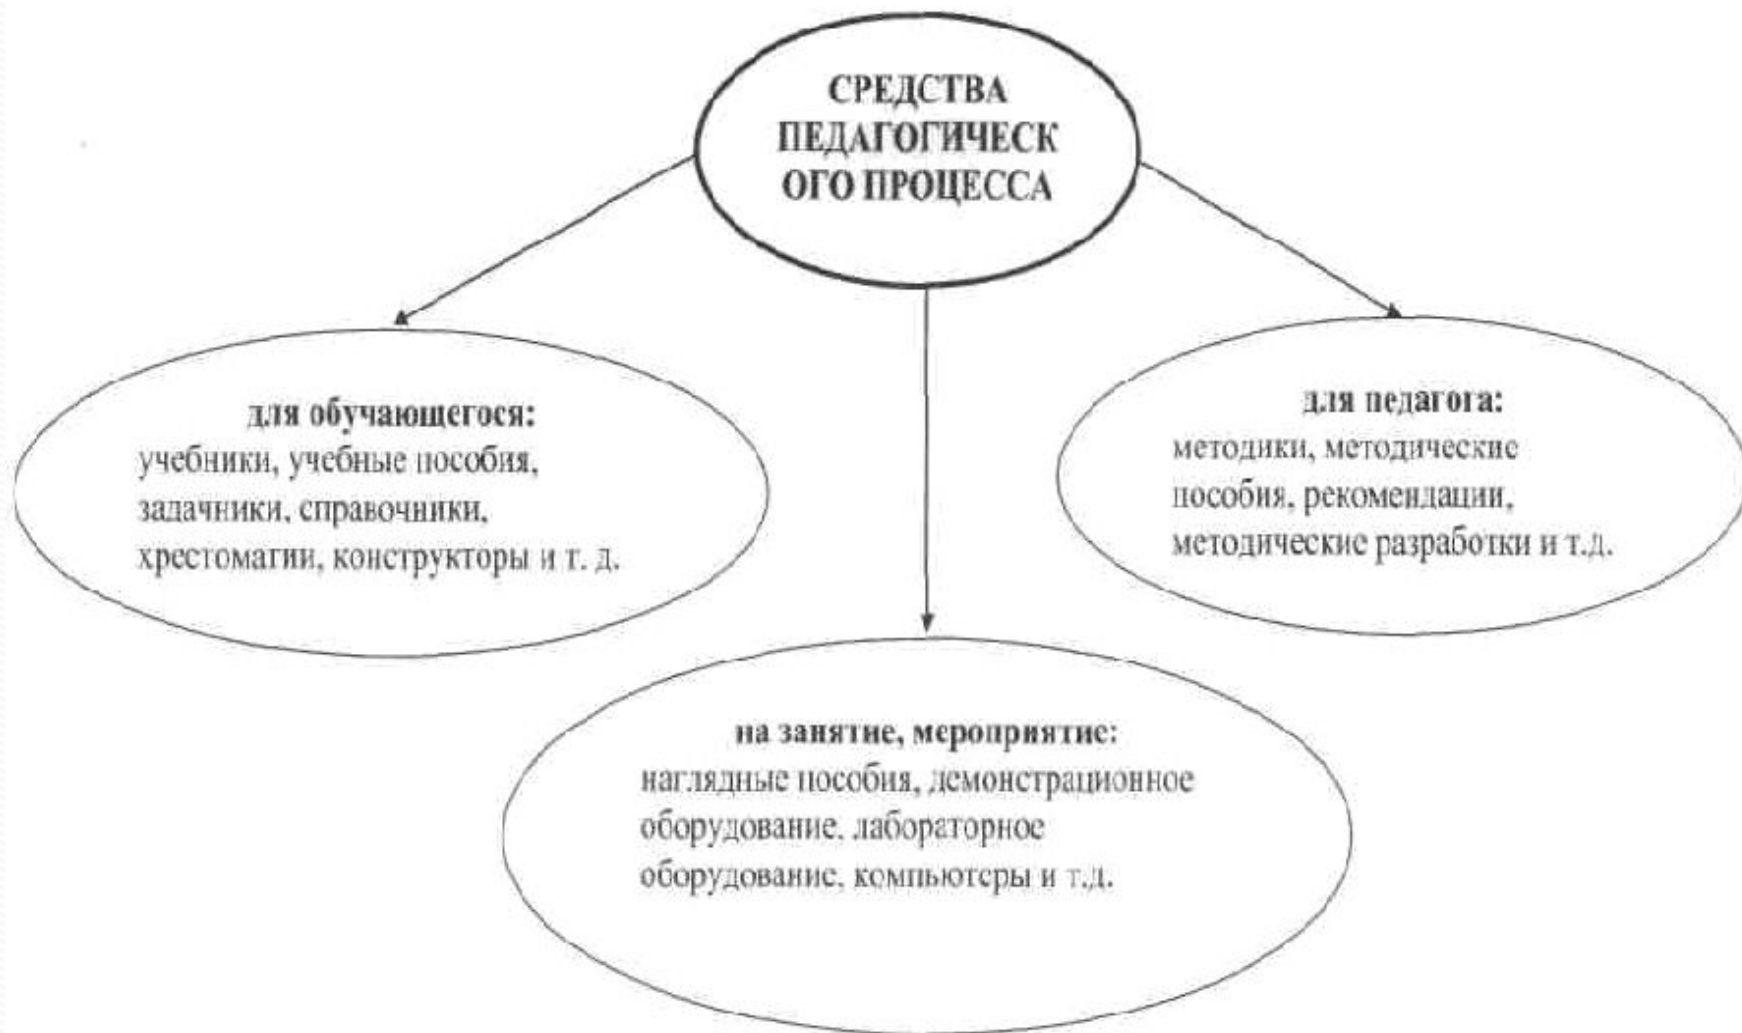 СРЕДСТВА
ПЕДАГОГИЧЕСК
ОГО ПРОЦЕССА
для обучающегося:
учебники, учебные пособия,
задачники, справочники,
хрестоматии, конструкторы и т. д.
для педагога:
методики, методические
пособия, рекомендации,
методические разработки и т.д.
на занятие, мероприятие:
наглядные пособия, демонстрационное
оборудование, лабораторное
оборудование, компьютеры и т.д.